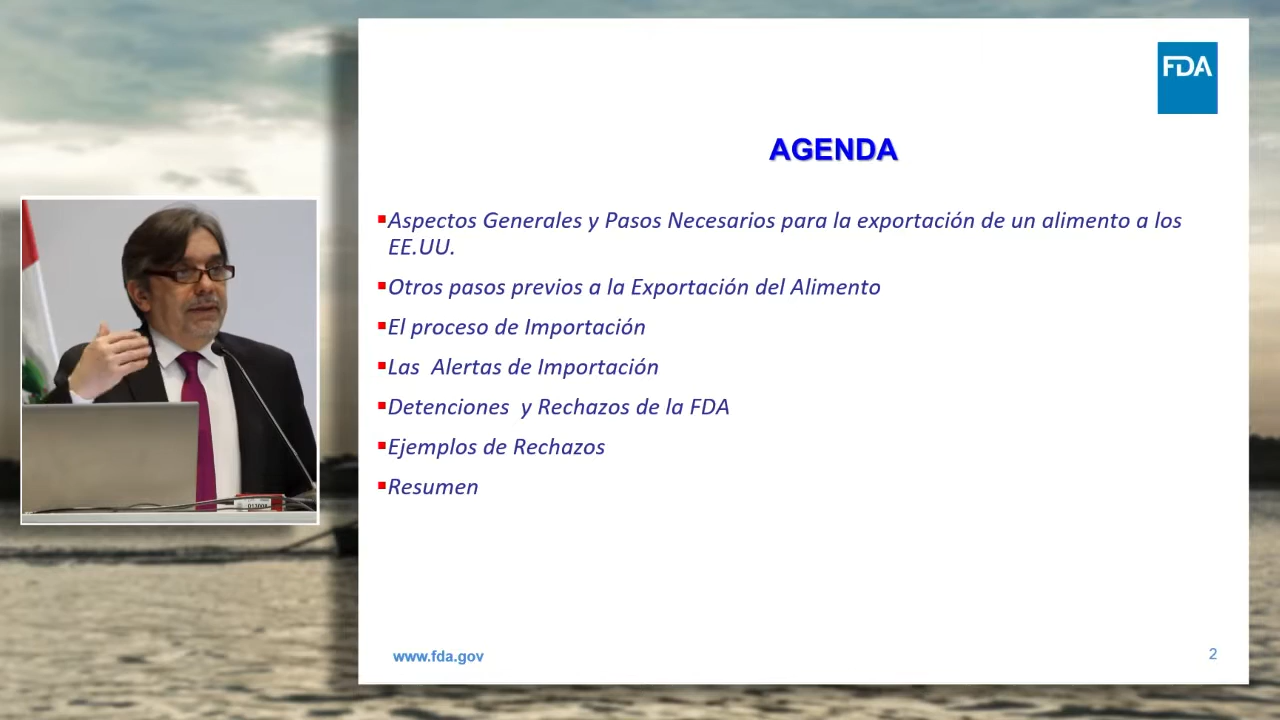 FDA
AGENDA
Aspectos Generales y Pasos Necesarios para la exportación de un alimento a los
EE.UU.
Otros pasos previos a la Exportación del Alimento
El proceso de Importación
Las  Alertas de Importación
Detenciones  y Rechazos de la FDA
Ejemplos de Rechazos
Resumen
www.fda.gov
2